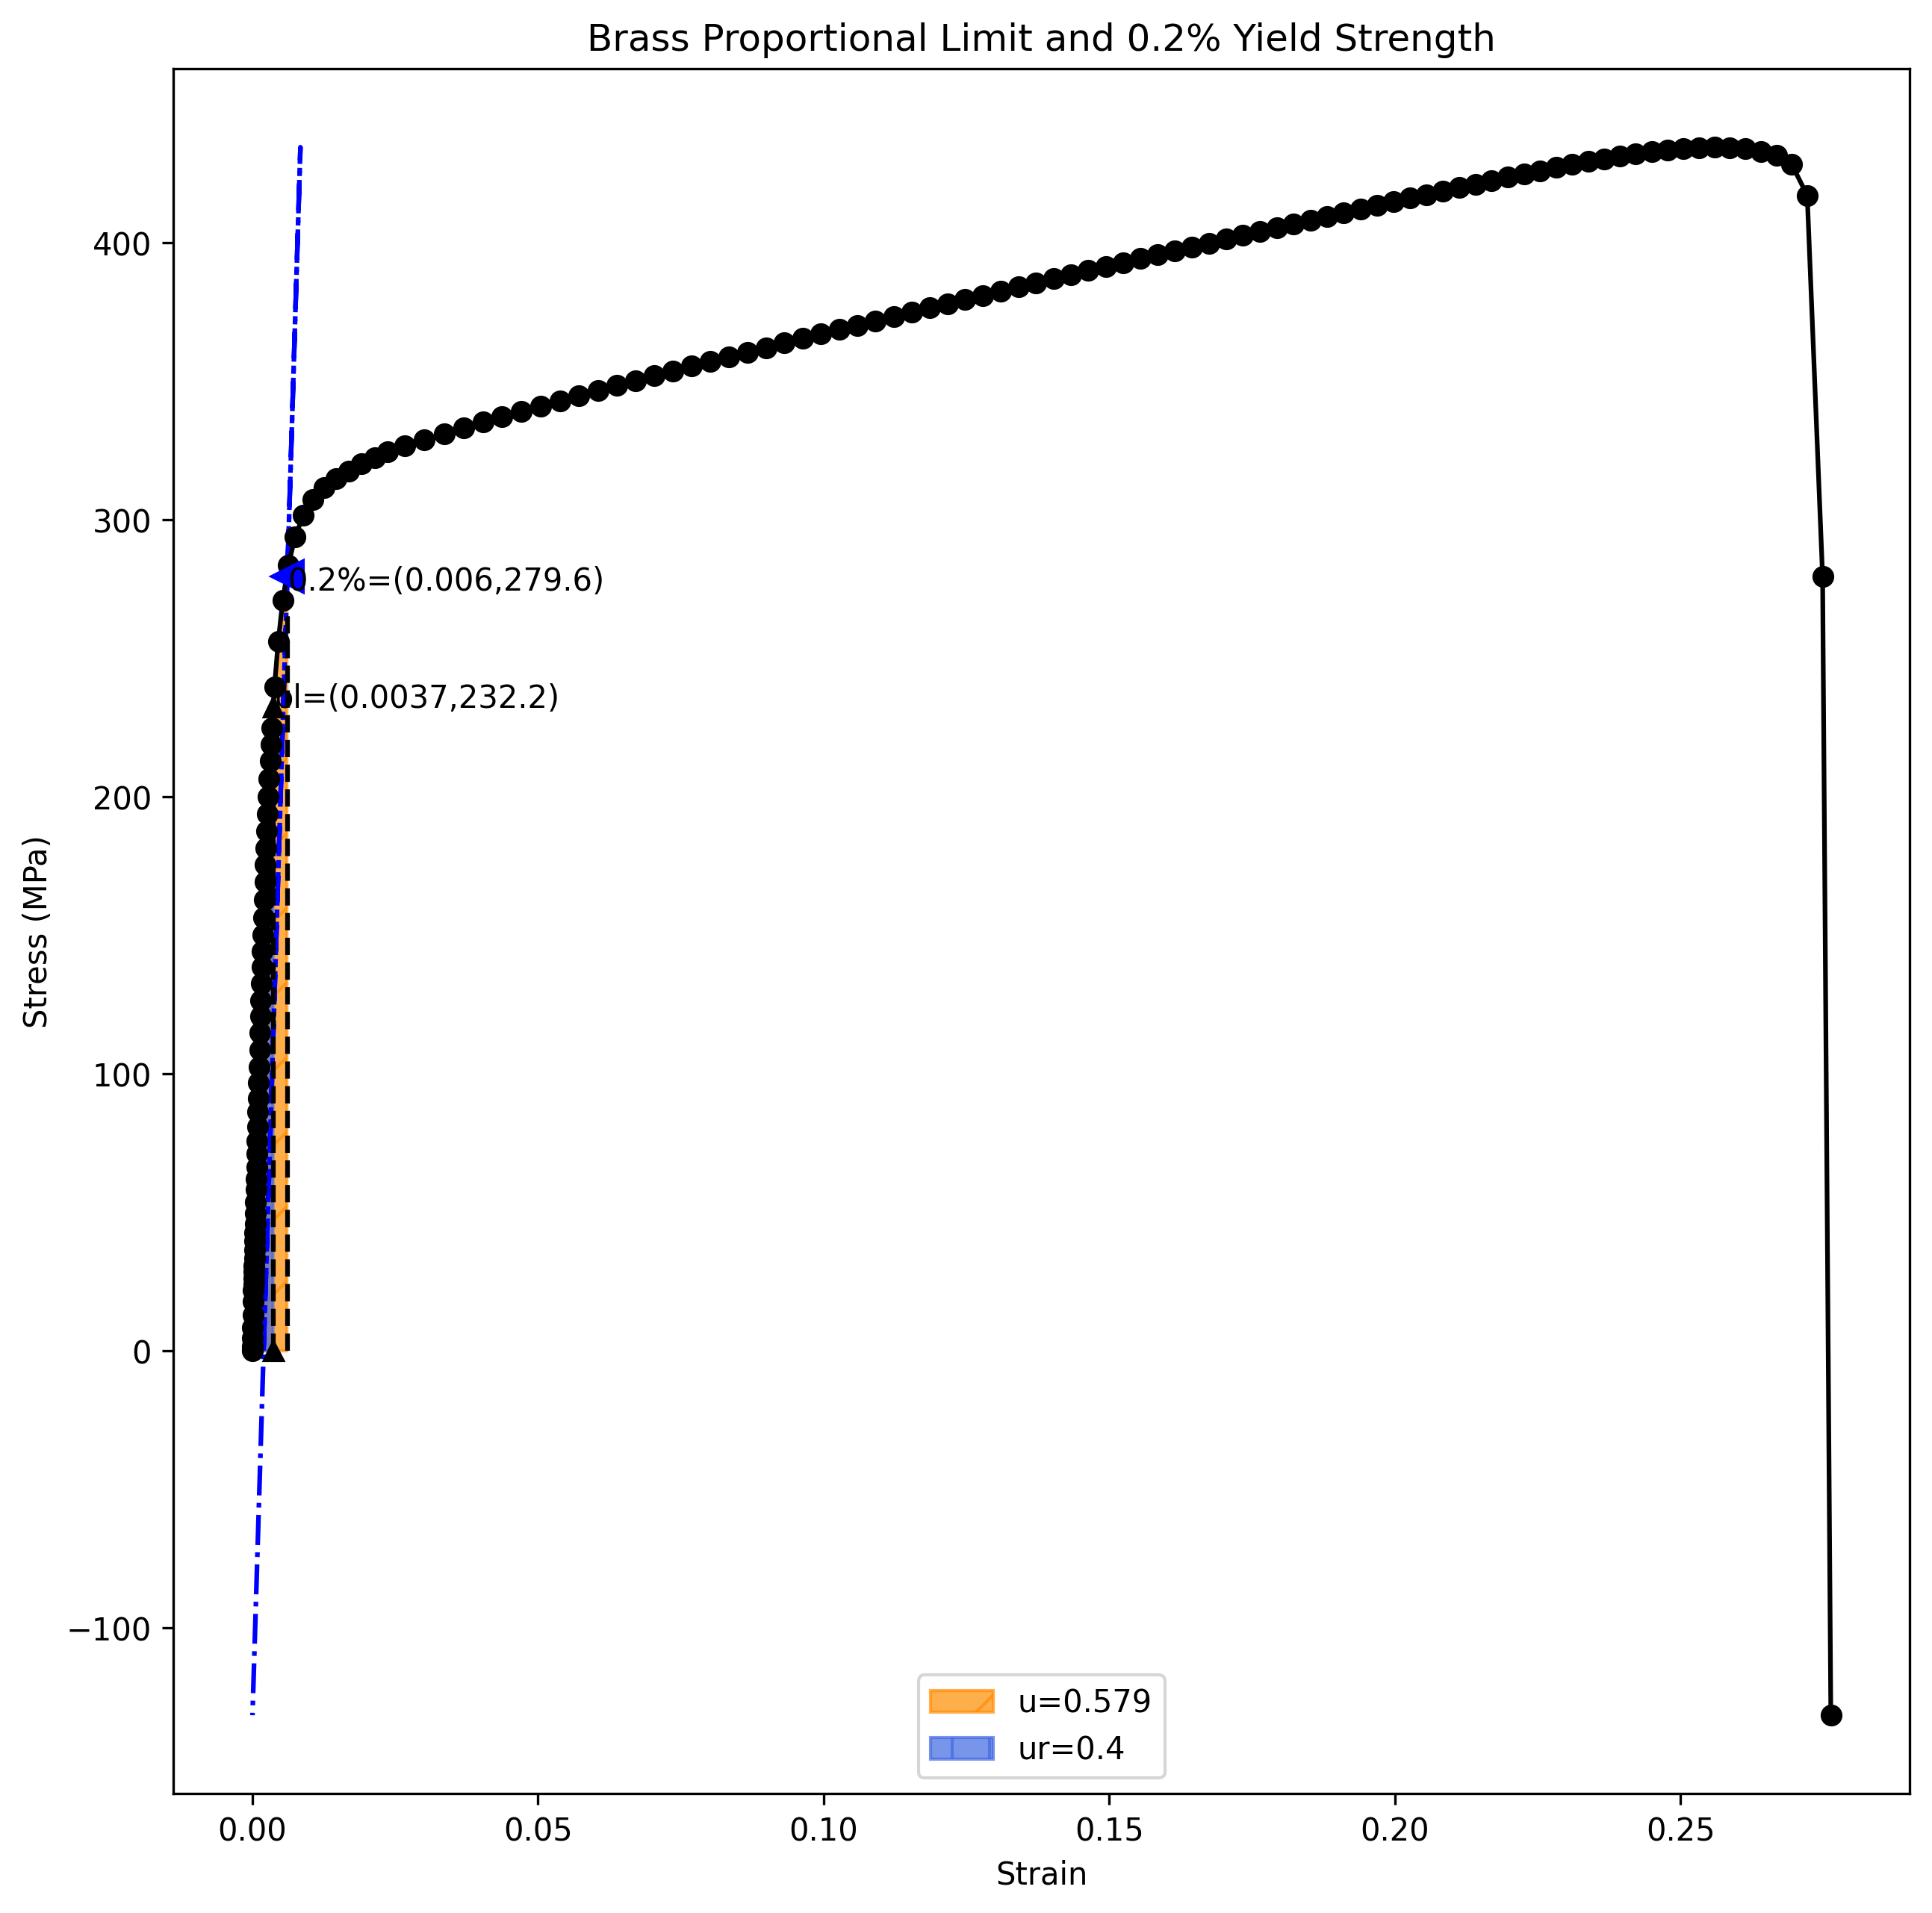 Brass Proportional Limit and 0.2% Yield Strength
Stress (MPa)
400
300
200
100
0
−100
0.2%=(0.006,279.6)
pl=(0.0037,232.2)
u=0.579
ur=0.4
0.00 0.05 0.10 0.15 0.20 0.25
Strain